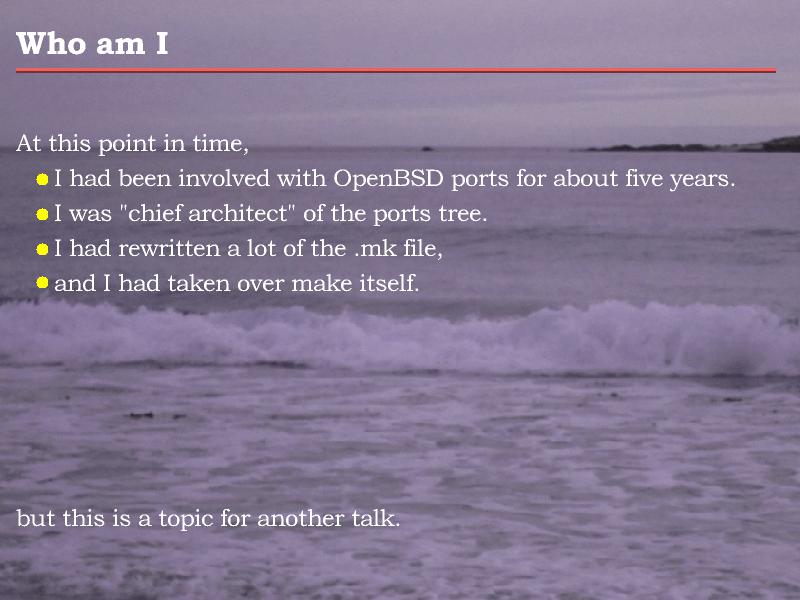 Who am I
At this point in time,
I had been involved with OpenBSD ports for about five years.
I was "chief architect" of the ports tree.
I had rewritten a lot of the .mk file,
and I had taken over make itself.
but this is a topic for another talk.